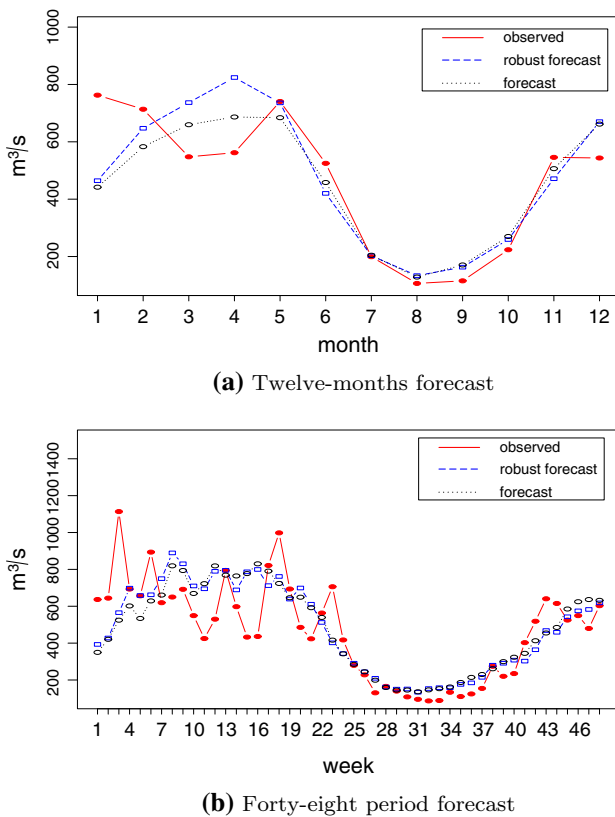 1000
800
600
400
200
m³/s
observed
robust forecast
forecast
1 2 3 4 5 6 7 8 9 10 11 12
month
(a) Twelve-months forecast
1400
1200
1000
800
600
400
200
m³/s
observed
robust forecast
forecast
1 4 7 10 13 16 19 22 25 28 31 34 37 40 43 46
week
(b) Forty-eight period forecast